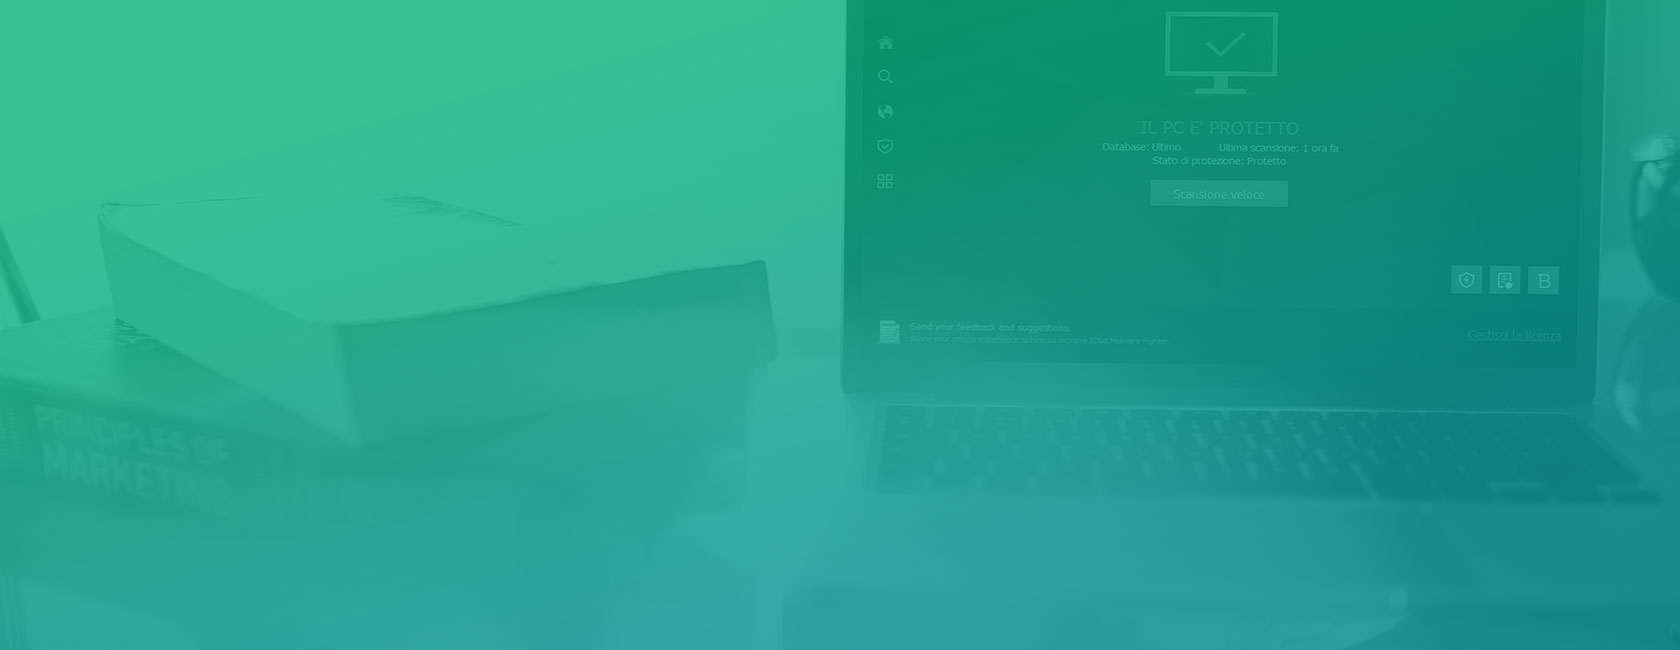 IL PC E' PROTETTO
Database: Ultimo Ultima scansione: 1 ora fa
Stato di protezione: Protetto
Scansione veloce
Send your feedback and suggestions.
Share your unique experience to help us improve IObit Malware Fighter.
Gestisci la licenza
PRINCIPLES OF
MARKETING